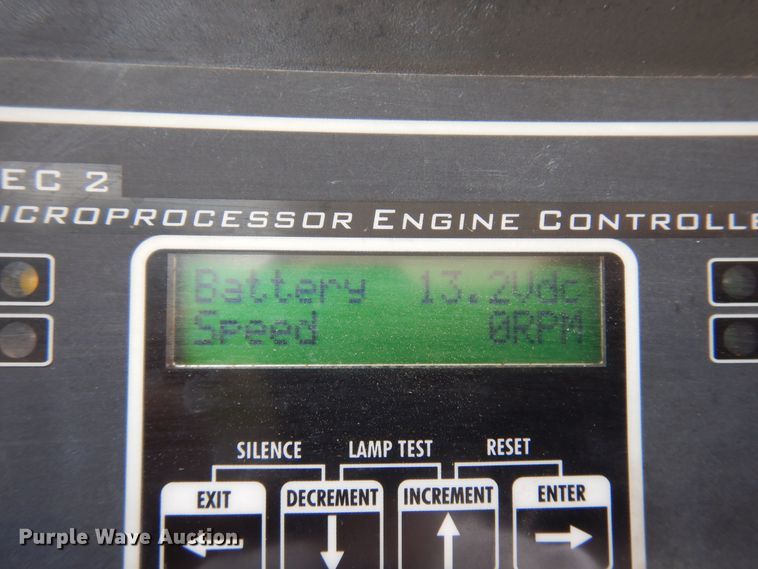 EC 2
ICROPROCESSOR ENGINE CONTROLLE
Battery 13.2Vdc
Speed 0RPM
SILENCE LAMP TEST RESET
EXIT DECREMENT INCREMENT ENTER
Purple Wave Auction.